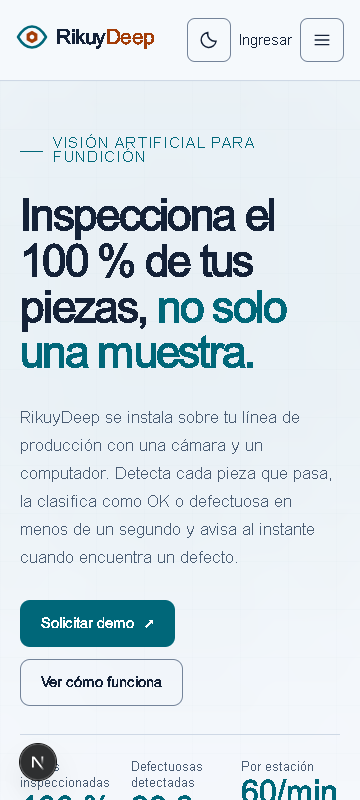 RikuyDeep
Ingresar
VISIÓN ARTIFICIAL PARA
FUNDICIÓN
Inspecciona el
100 % de tus
piezas, no solo
una muestra.
RikuyDeep se instala sobre tu línea de
producción con una cámara y un
computador. Detecta cada pieza que pasa,
la clasifica como OK o defectuosa en
menos de un segundo y avisa al instante
cuando encuentra un defecto.
Solicitar demo ↗
Ver cómo funciona
N
inspeccionadas
Defectuosas
detectadas
Por estación
60/min